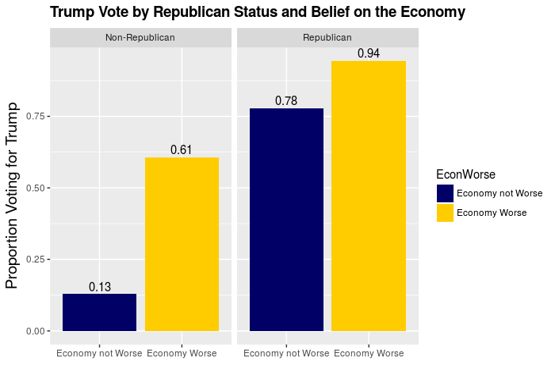 Trump Vote by Republican Status and Belief on the Economy
Non-Republican
Republican
Proportion Voting for Trump
0.75
0.50
0.25
0.00
0.13
0.61
0.78
0.94
Economy not Worse
Economy Worse
Economy not Worse
Economy Worse
EconWorse
Economy not Worse
Economy Worse